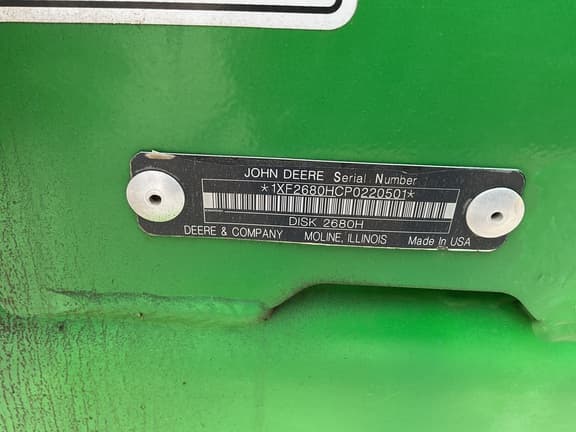 JOHN DEERE Serial Number
*1XF2680HCP0220501*
DISK 2680H
DEERE & COMPANY MOLINE, ILLINOIS Made In USA